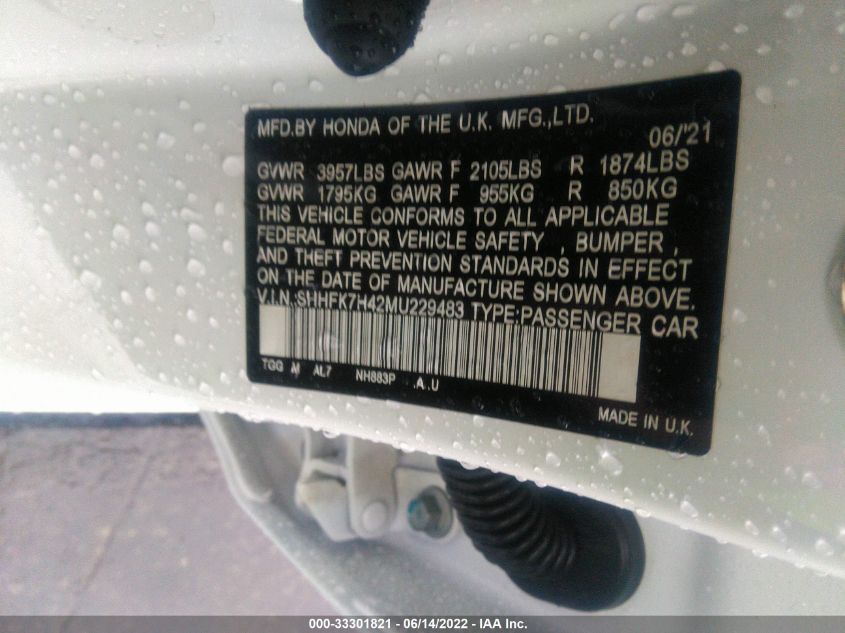 MFD.BY HONDA OF THE U.K. MFG.,LTD.
06/'21
GVWR 3957LBS GAWR F 2105LBS R 1874LBS
GVWR 1795KG GAWR F 955KG R 850KG
THIS VEHICLE CONFORMS TO ALL APPLICABLE
FEDERAL MOTOR VEHICLE SAFETY , BUMPER ,
AND THEFT PREVENTION STANDARDS IN EFFECT
ON THE DATE OF MANUFACTURE SHOWN ABOVE.
V.I.N.:SHHFK7H42MU229483 TYPE:PASSENGER CAR
TGG M AL7 NH883P .A.U
MADE IN U.K.
000-33301821 - 06/14/2022 - IAA Inc.